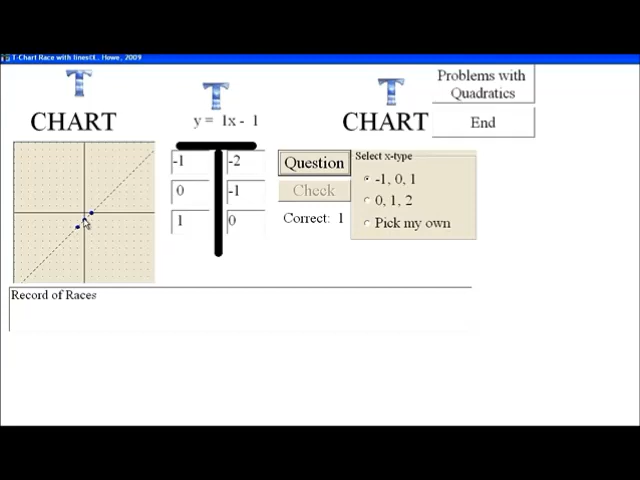 T-Chart Race with lines(. Howe, 2009
T
CHART
T
y = 1x - 1
T
CHART
Problems with
Quadratics
End
-1 -2
0 -1
1 0
Question
Check
Correct: 1
Select x-type
-1, 0, 1
0, 1, 2
Pick my own
Record of Races